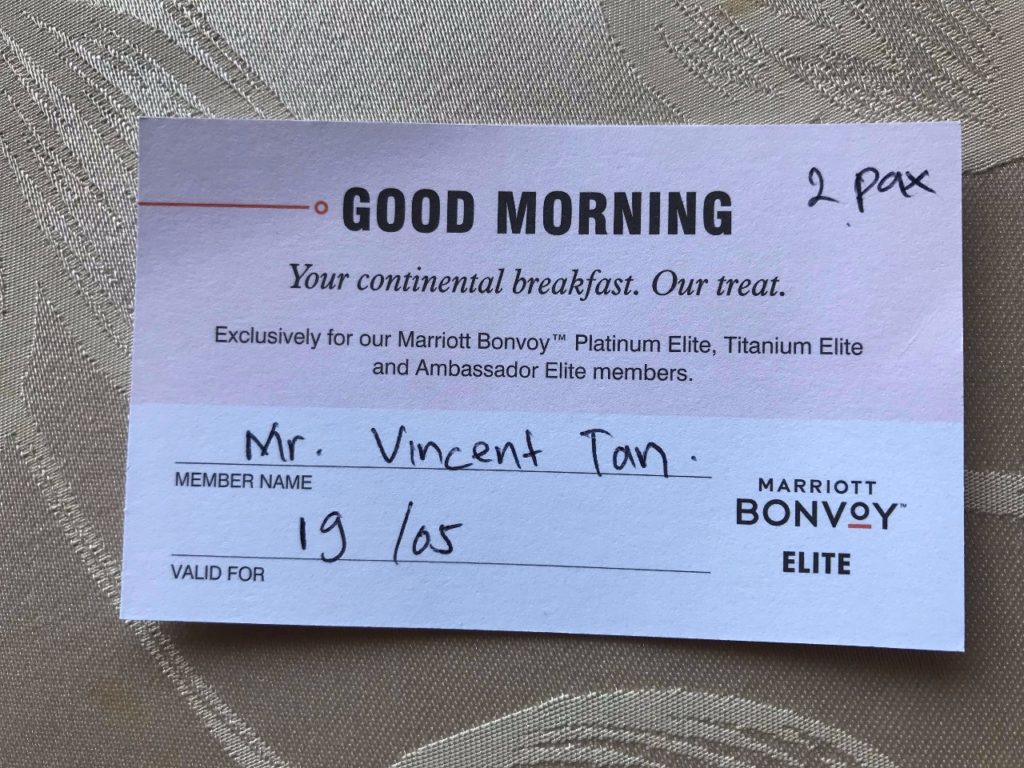 2 pax
GOOD MORNING
Your continental breakfast. Our treat.
Exclusively for our Marriott Bonvoy™ Platinum Elite, Titanium Elite
and Ambassador Elite members.
Mr. Vincent Tan.
MEMBER NAME
19 /05
VALID FOR
MARRIOTT
BONVOY™
ELITE